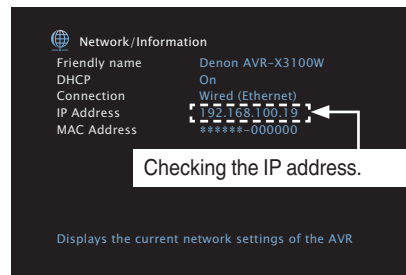 Network/Information
Friendly name Denon AVR-X3100W
DHCP On
Connection Wired (Ethernet)
IP Address 192.168.100.19
MAC Address ******-000000
Checking the IP address.
Displays the current network settings of the AVR